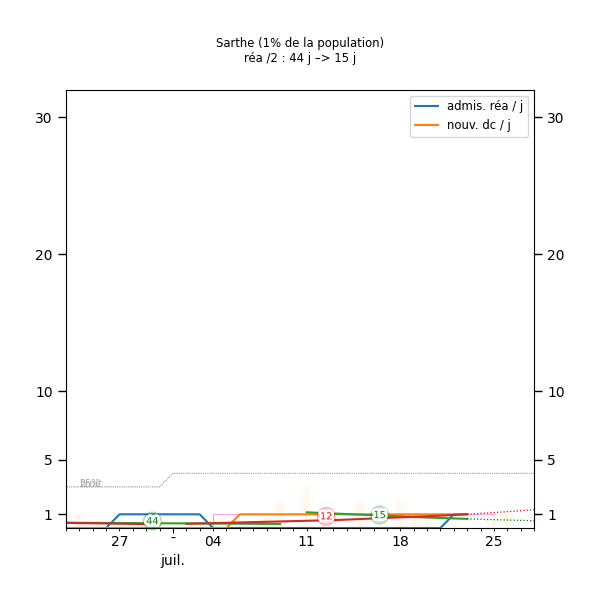 Sarthe (1% de la population)
réa /2 : 44 j –> 15 j
admis. réa / j
nouv. dc / j
30 30
20 20
10 10
5 5
1 1
44 12 15
27 - 04 11 18 25
juil.